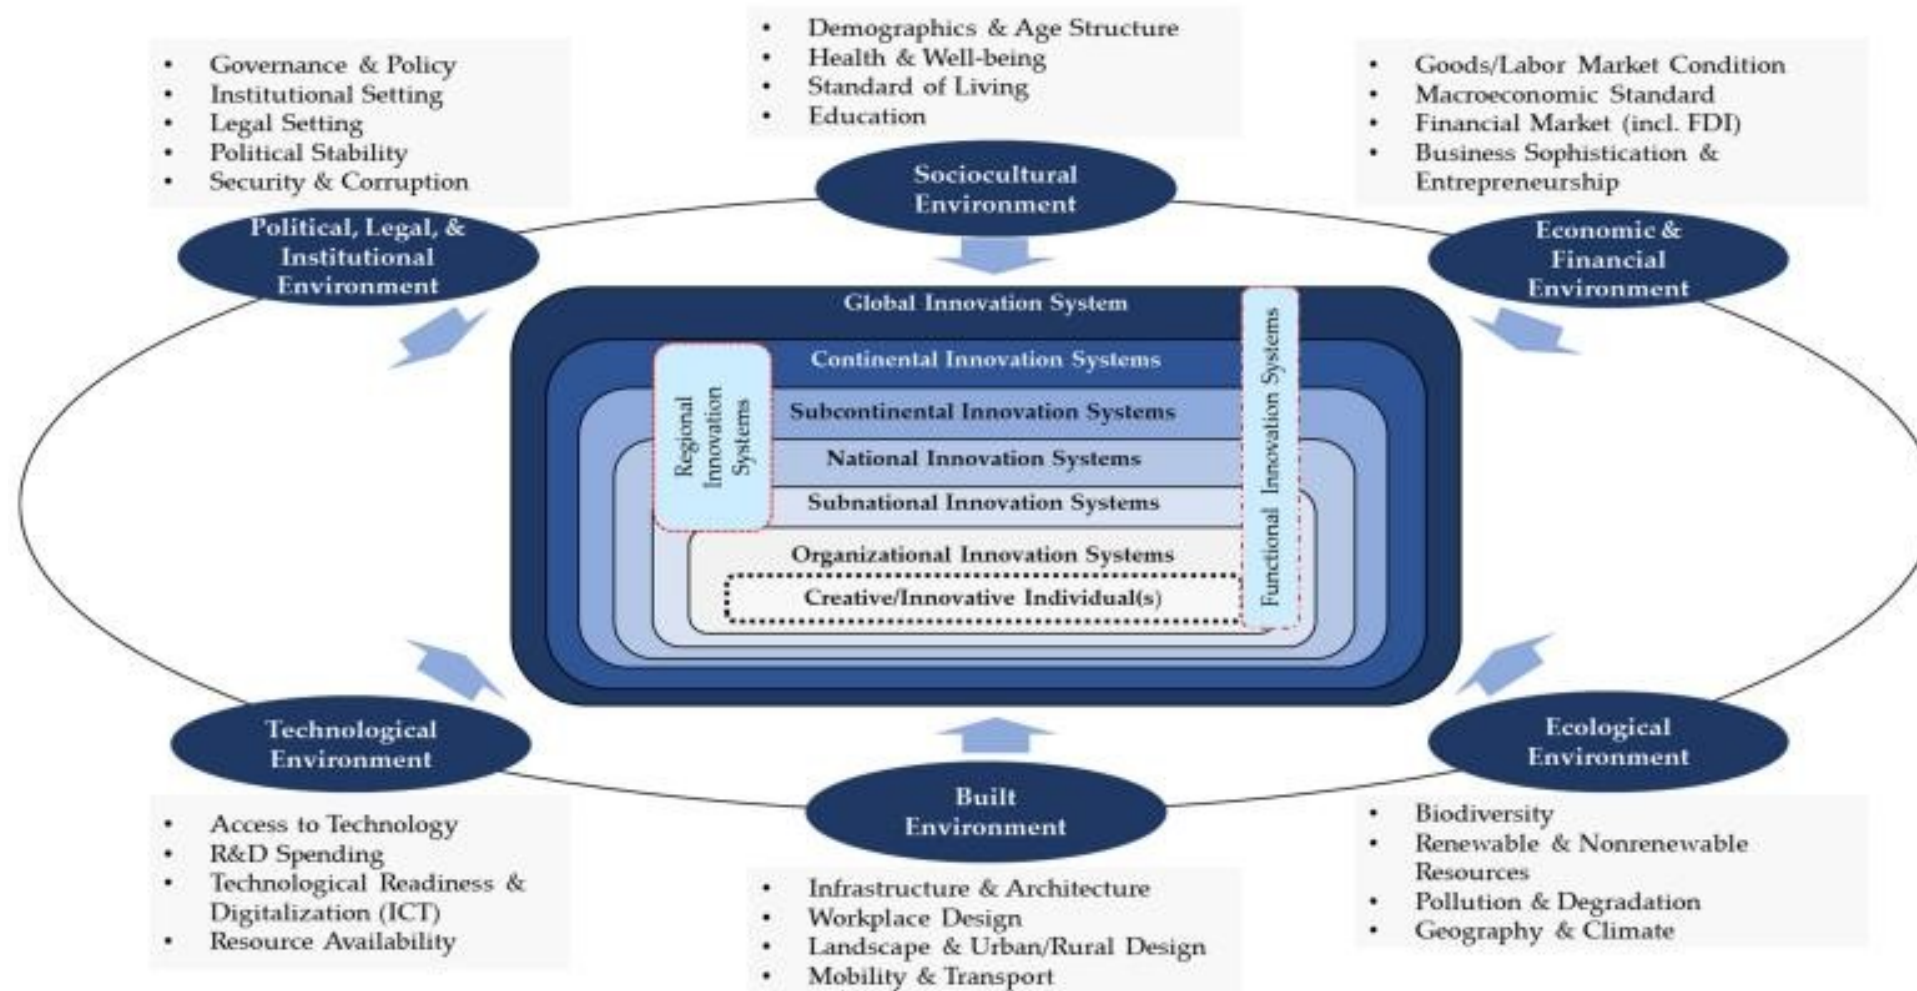 • Governance & Policy
• Institutional Setting
• Legal Setting
• Political Stability
• Security & Corruption
Political, Legal, &
Institutional
Environment
• Demographics & Age Structure
• Health & Well-being
• Standard of Living
• Education
Sociocultural
Environment
• Goods/Labor Market Condition
• Macroeconomic Standard
• Financial Market (incl. FDI)
• Business Sophistication &
Entrepreneurship
Economic &
Financial
Environment
Global Innovation System
Continental Innovation Systems
Subcontinental Innovation Systems
National Innovation Systems
Subnational Innovation Systems
Organizational Innovation Systems
Creative/Innovative Individual(s)
Regional
Innovation
Systems
Functional Innovation Systems
Technological
Environment
• Access to Technology
• R&D Spending
• Technological Readiness &
Digitalization (ICT)
• Resource Availability
Built
Environment
• Infrastructure & Architecture
• Workplace Design
• Landscape & Urban/Rural Design
• Mobility & Transport
Ecological
Environment
• Biodiversity
• Renewable & Nonrenewable
Resources
• Pollution & Degradation
• Geography & Climate